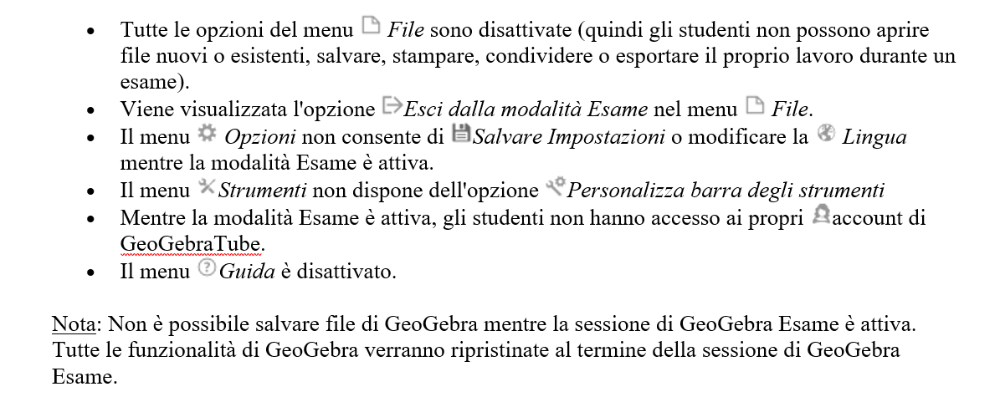 • Tutte le opzioni del menu File sono disattivate (quindi gli studenti non possono aprire
file nuovi o esistenti, salvare, stampare, condividere o esportare il proprio lavoro durante un
esame).
• Viene visualizzata l'opzione Esci dalla modalità Esame nel menu File.
• Il menu Opzioni non consente di Salvare Impostazioni o modificare la Lingua
mentre la modalità Esame è attiva.
• Il menu Strumenti non dispone dell'opzione Personalizza barra degli strumenti
• Mentre la modalità Esame è attiva, gli studenti non hanno accesso ai propri account di
GeoGebraTube.
• Il menu Guida è disattivato.
Nota: Non è possibile salvare file di GeoGebra mentre la sessione di GeoGebra Esame è attiva.
Tutte le funzionalità di GeoGebra verranno ripristinate al termine della sessione di GeoGebra
Esame.